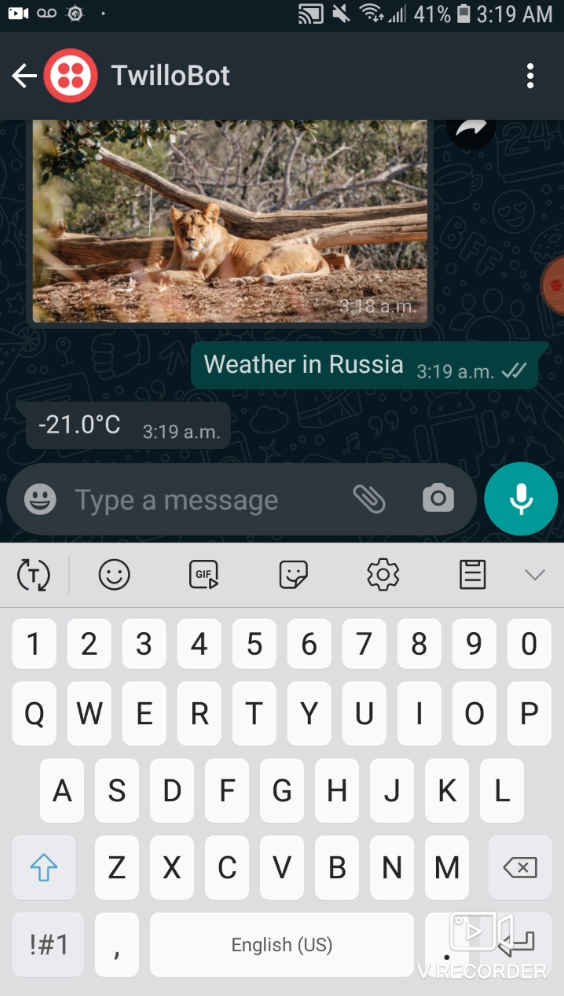 41% 3:19 AM
TwilloBot
3:18 a.m.
Weather in Russia 3:19 a.m.
-21.0°C 3:19 a.m.
Type a message
T GIF
1 2 3 4 5 6 7 8 9 0
Q W E R T Y U I O P
A S D F G H J K L
Z X C V B N M
!#1 , English (US) .
V RECORDER